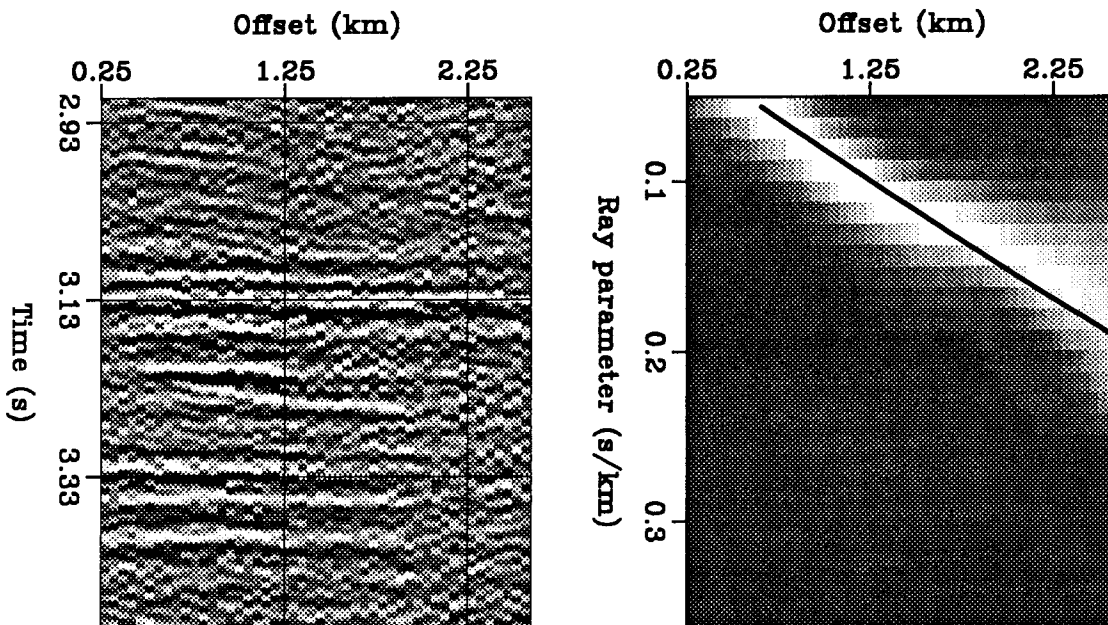 Offset (km)
0.25 1.25 2.25
2.93
3.13
3.33
Time (s)
Offset (km)
0.25 1.25 2.25
0.1
0.2
0.3
Ray parameter (s/km)